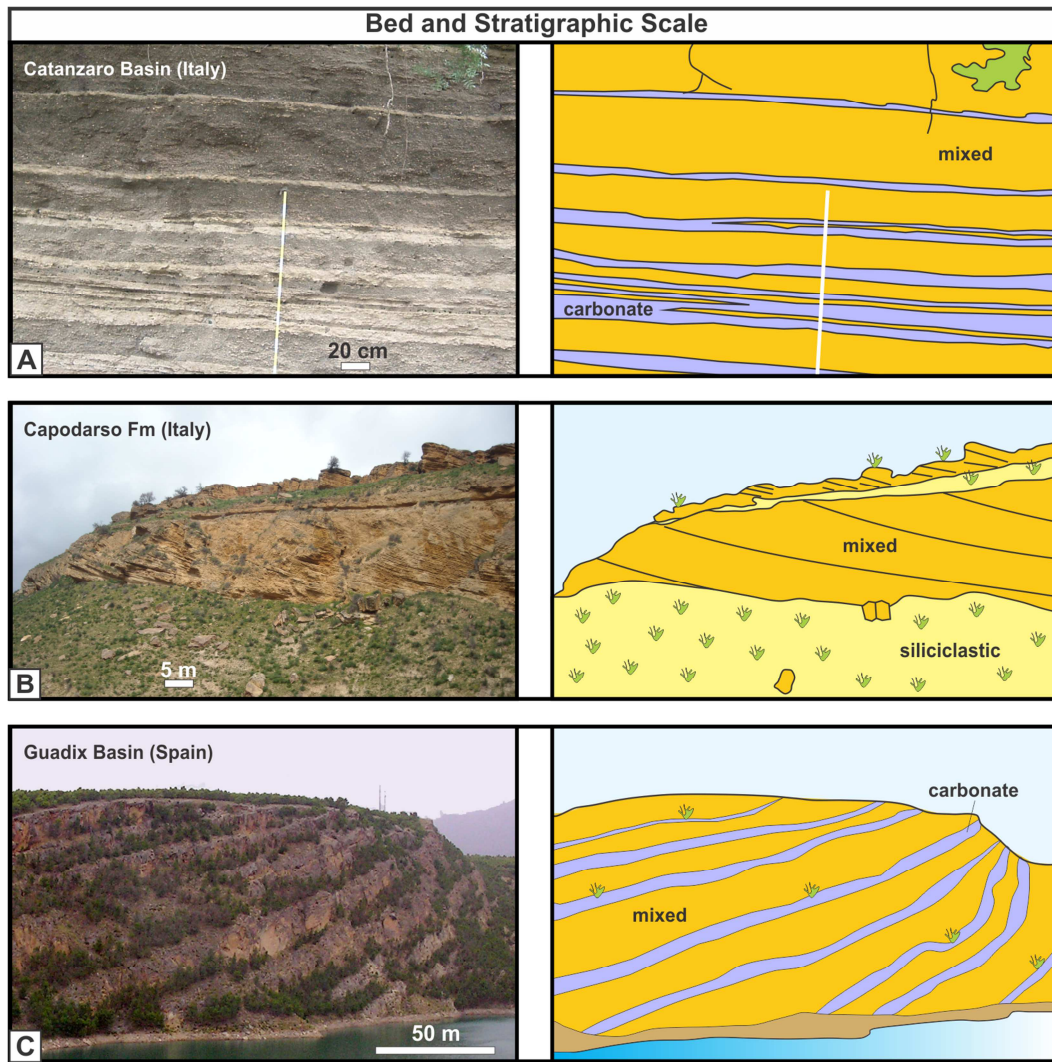 Bed and Stratigraphic Scale
Catanzaro Basin (Italy)
mixed
carbonate
20 cm
A
Capodarso Fm (Italy)
mixed
siliciclastic
5 m
B
Guadix Basin (Spain)
carbonate
mixed
50 m
C